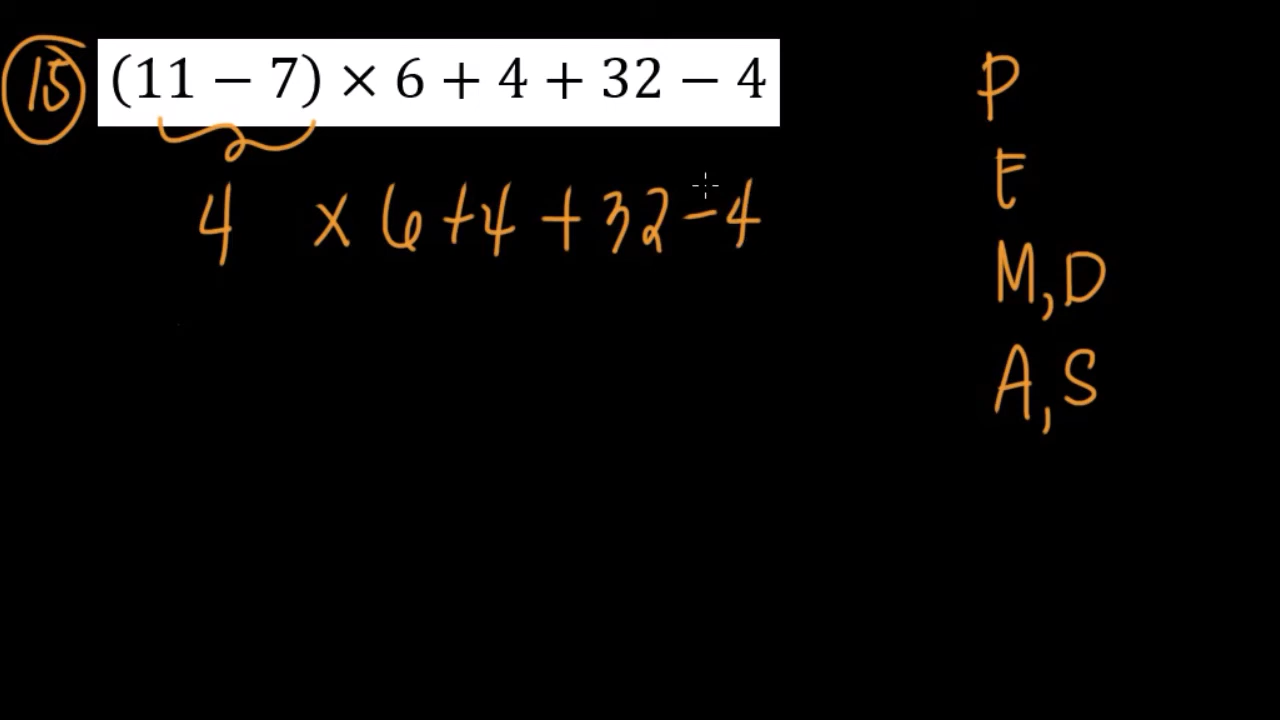 15 (11 − 7) × 6 + 4 + 32 − 4
4 × 6 + 4 + 32 − 4
P
E
M, D
A, S